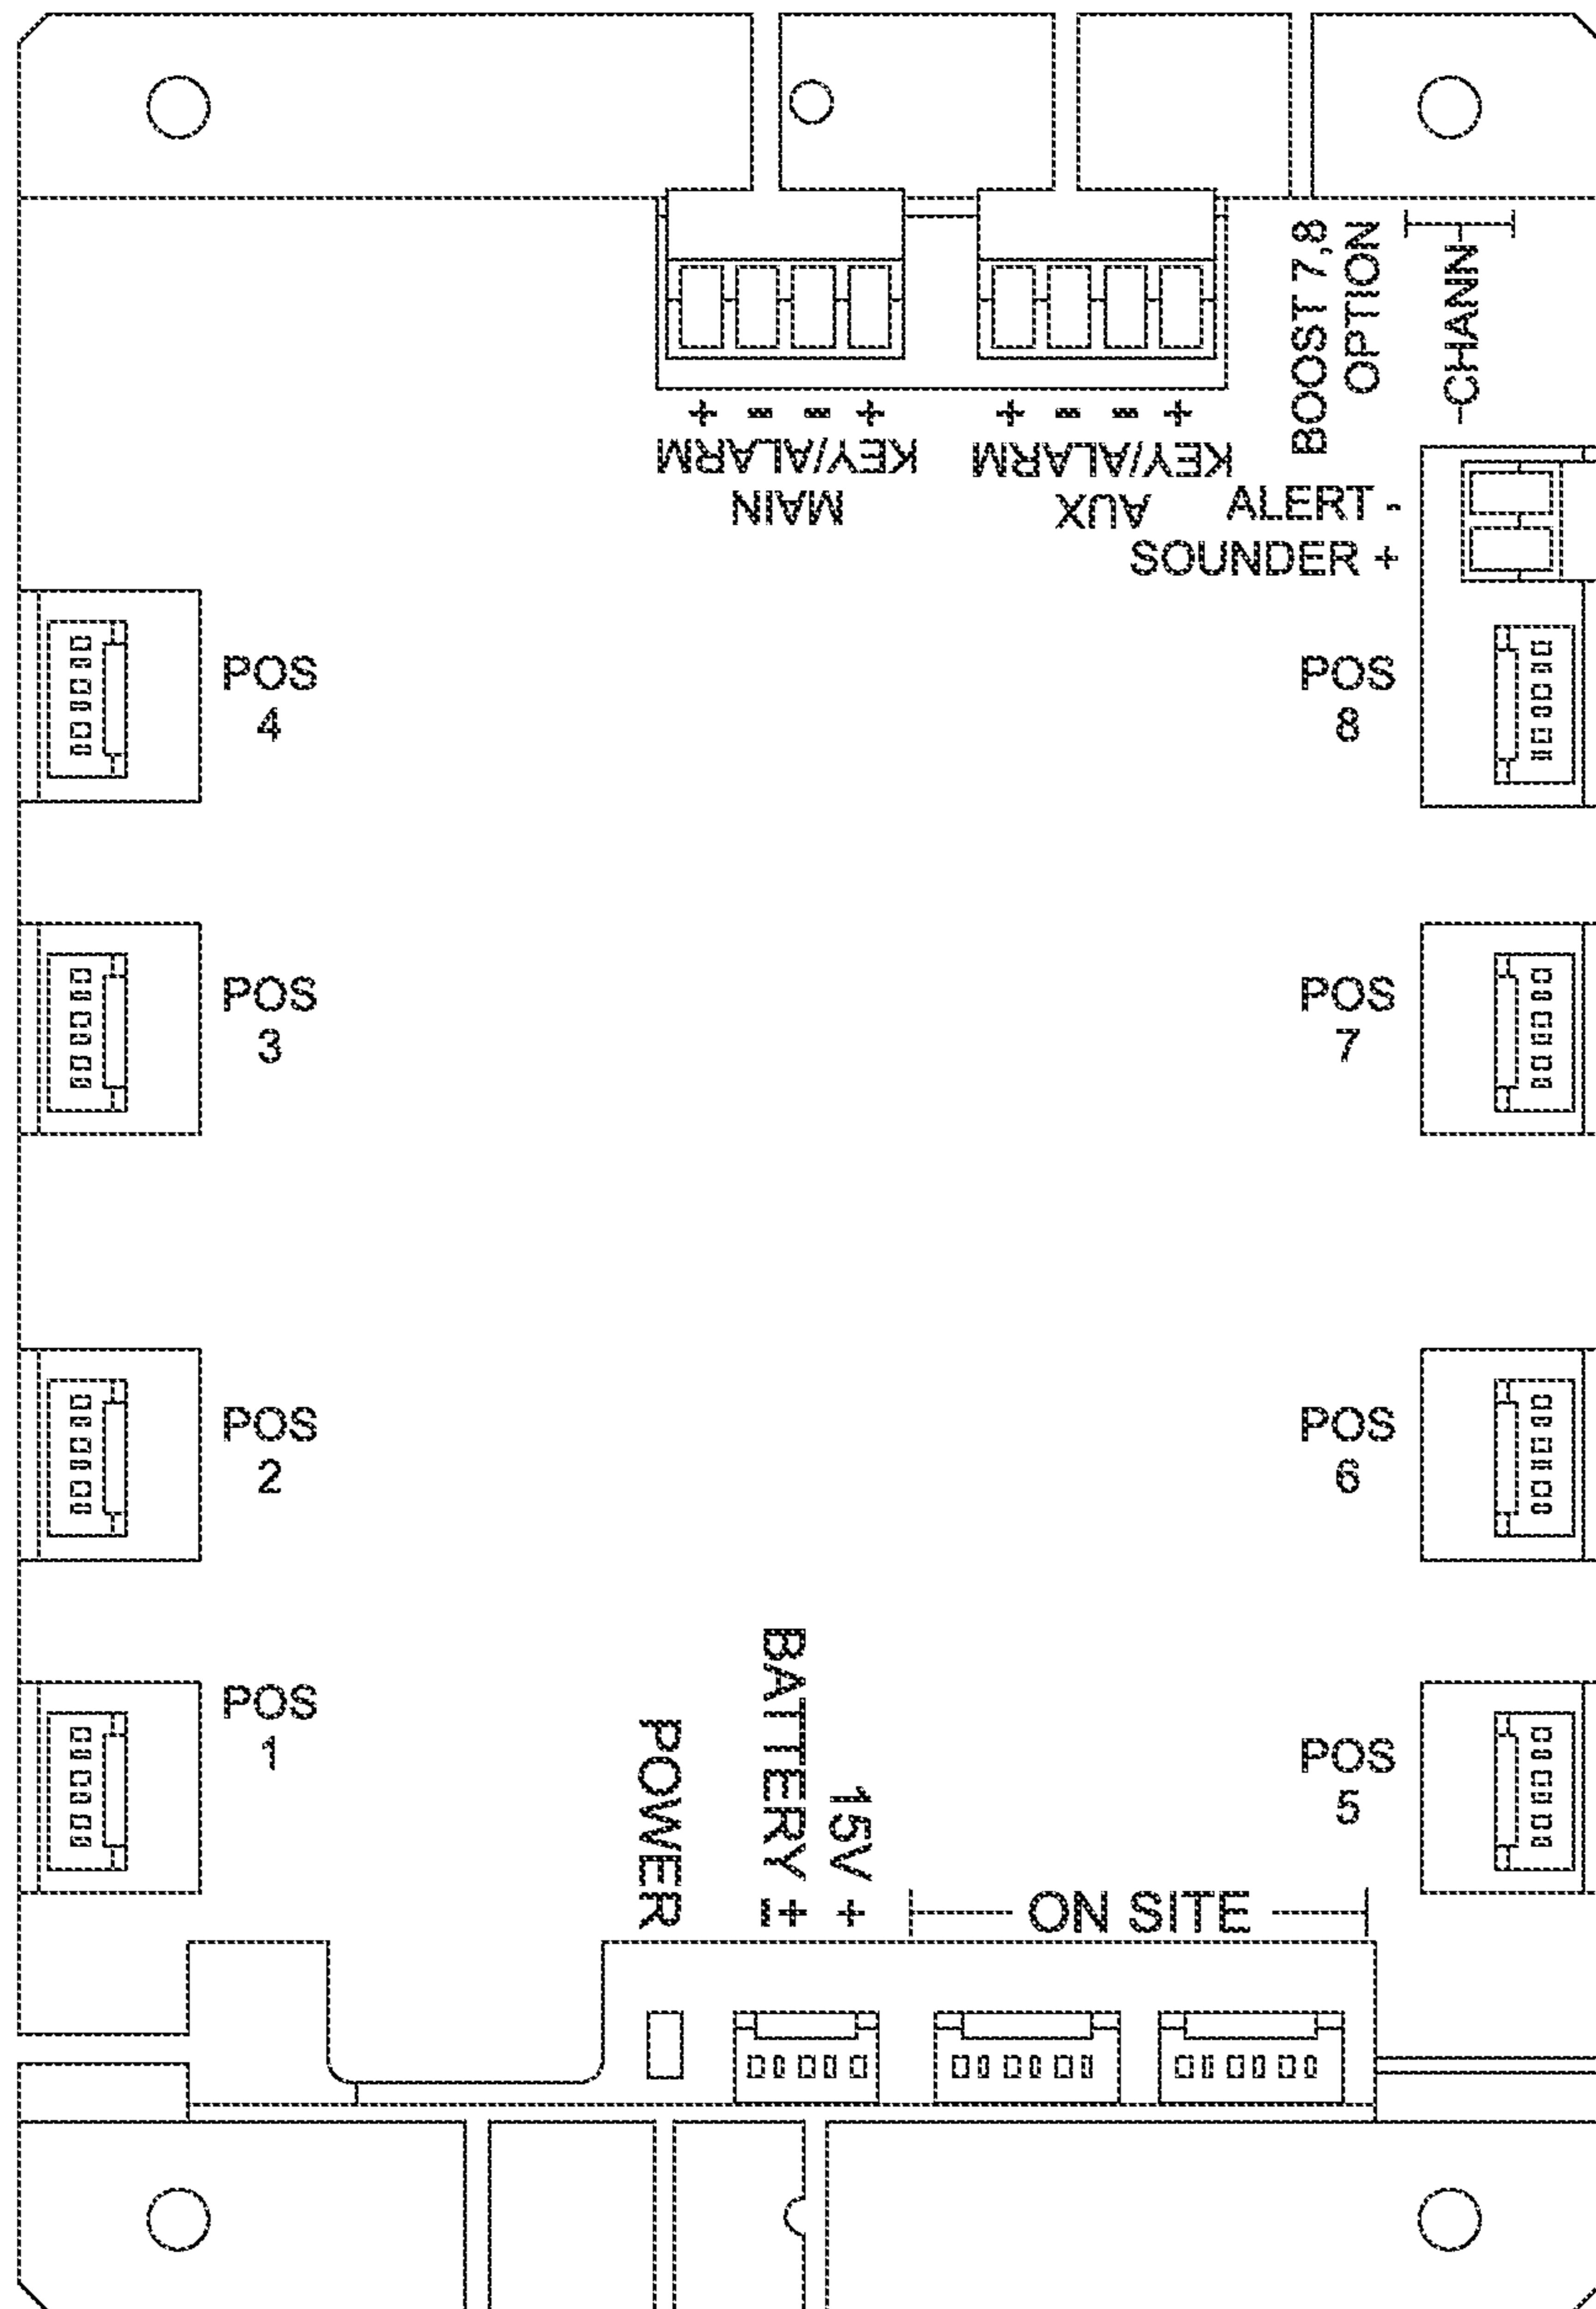 BOOST 7,8
OPTION
CHANN
+ - - +
KEY/ALARM
MAIN
+ - - +
KEY/ALARM
AUX
ALERT -
SOUNDER +
POS
4
POS
8
POS
3
POS
7
POS
2
POS
6
POS
1
POS
5
POWER
BATTERY ±
15V +
ON SITE